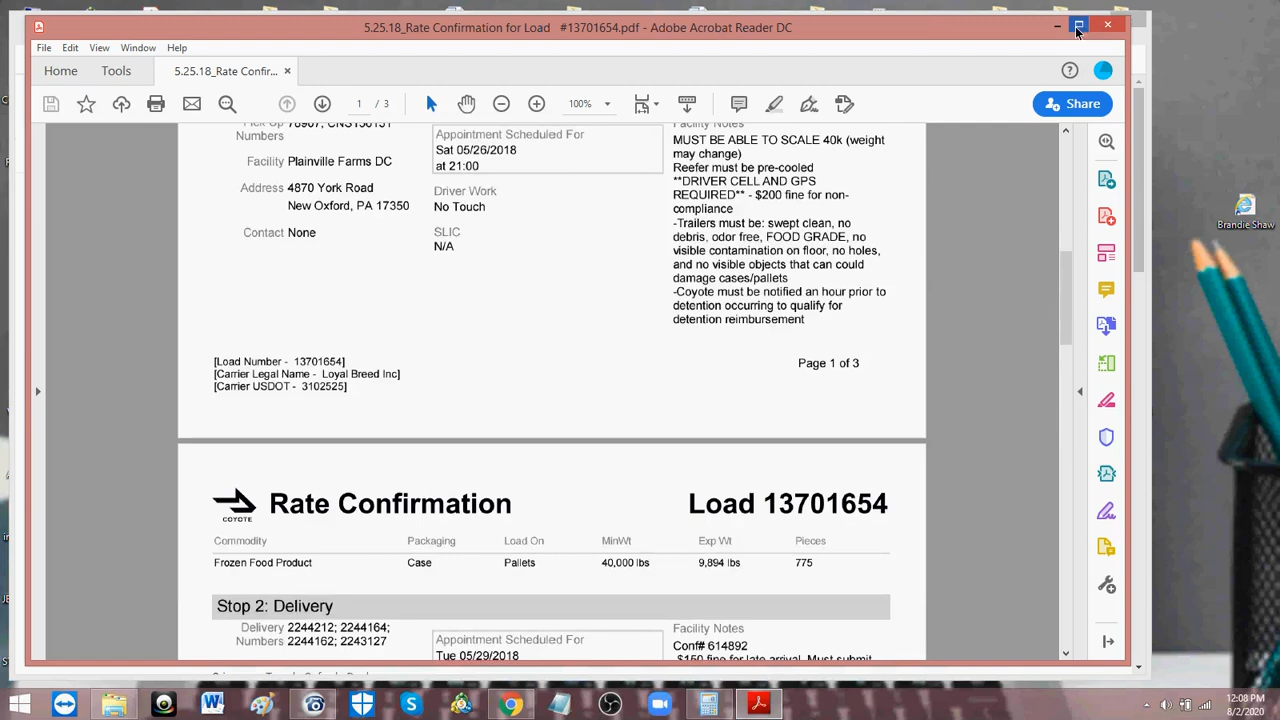 5.25.18_Rate Confirmation for Load #13701654.pdf - Adobe Acrobat Reader DC
File Edit View Window Help
Home Tools 5.25.18_Rate Confir... ×
1 / 3 100% Share
Numbers
Facility Plainville Farms DC
Address 4870 York Road
New Oxford, PA 17350
Contact None
Appointment Scheduled For
Sat 05/26/2018
at 21:00
Driver Work
No Touch
SLIC
N/A
Facility Notes
MUST BE ABLE TO SCALE 40k (weight
may change)
Reefer must be pre-cooled
**DRIVER CELL AND GPS
REQUIRED** - $200 fine for non-
compliance
-Trailers must be: swept clean, no
debris, odor free, FOOD GRADE, no
visible contamination on floor, no holes,
and no visible objects that can could
damage cases/pallets
-Coyote must be notified an hour prior to
detention occurring to qualify for
detention reimbursement
[Load Number - 13701654]
[Carrier Legal Name - Loyal Breed Inc]
[Carrier USDOT - 3102525]
Page 1 of 3
COYOTE
Rate Confirmation Load 13701654
Commodity Packaging Load On MinWt Exp Wt Pieces
Frozen Food Product Case Pallets 40,000 lbs 9,894 lbs 775
Stop 2: Delivery
Delivery 2244212; 2244164;
Numbers 2244162; 2243127
Appointment Scheduled For
Tue 05/29/2018
Facility Notes
Conf# 614892
$150 fine for late arrival. Must submit
Brandie Shaw
12:08 PM
8/2/2020